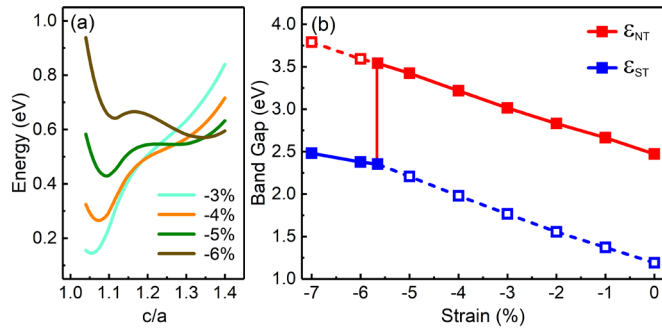 (a)
Energy (eV)
1.0
0.8
0.6
0.4
0.2
-3%
-4%
-5%
-6%
1.0 1.1 1.2 1.3 1.4
c/a
(b)
Band Gap (eV)
4.0
3.5
3.0
2.5
2.0
1.5
1.0
εNT
εST
-7 -6 -5 -4 -3 -2 -1 0
Strain (%)